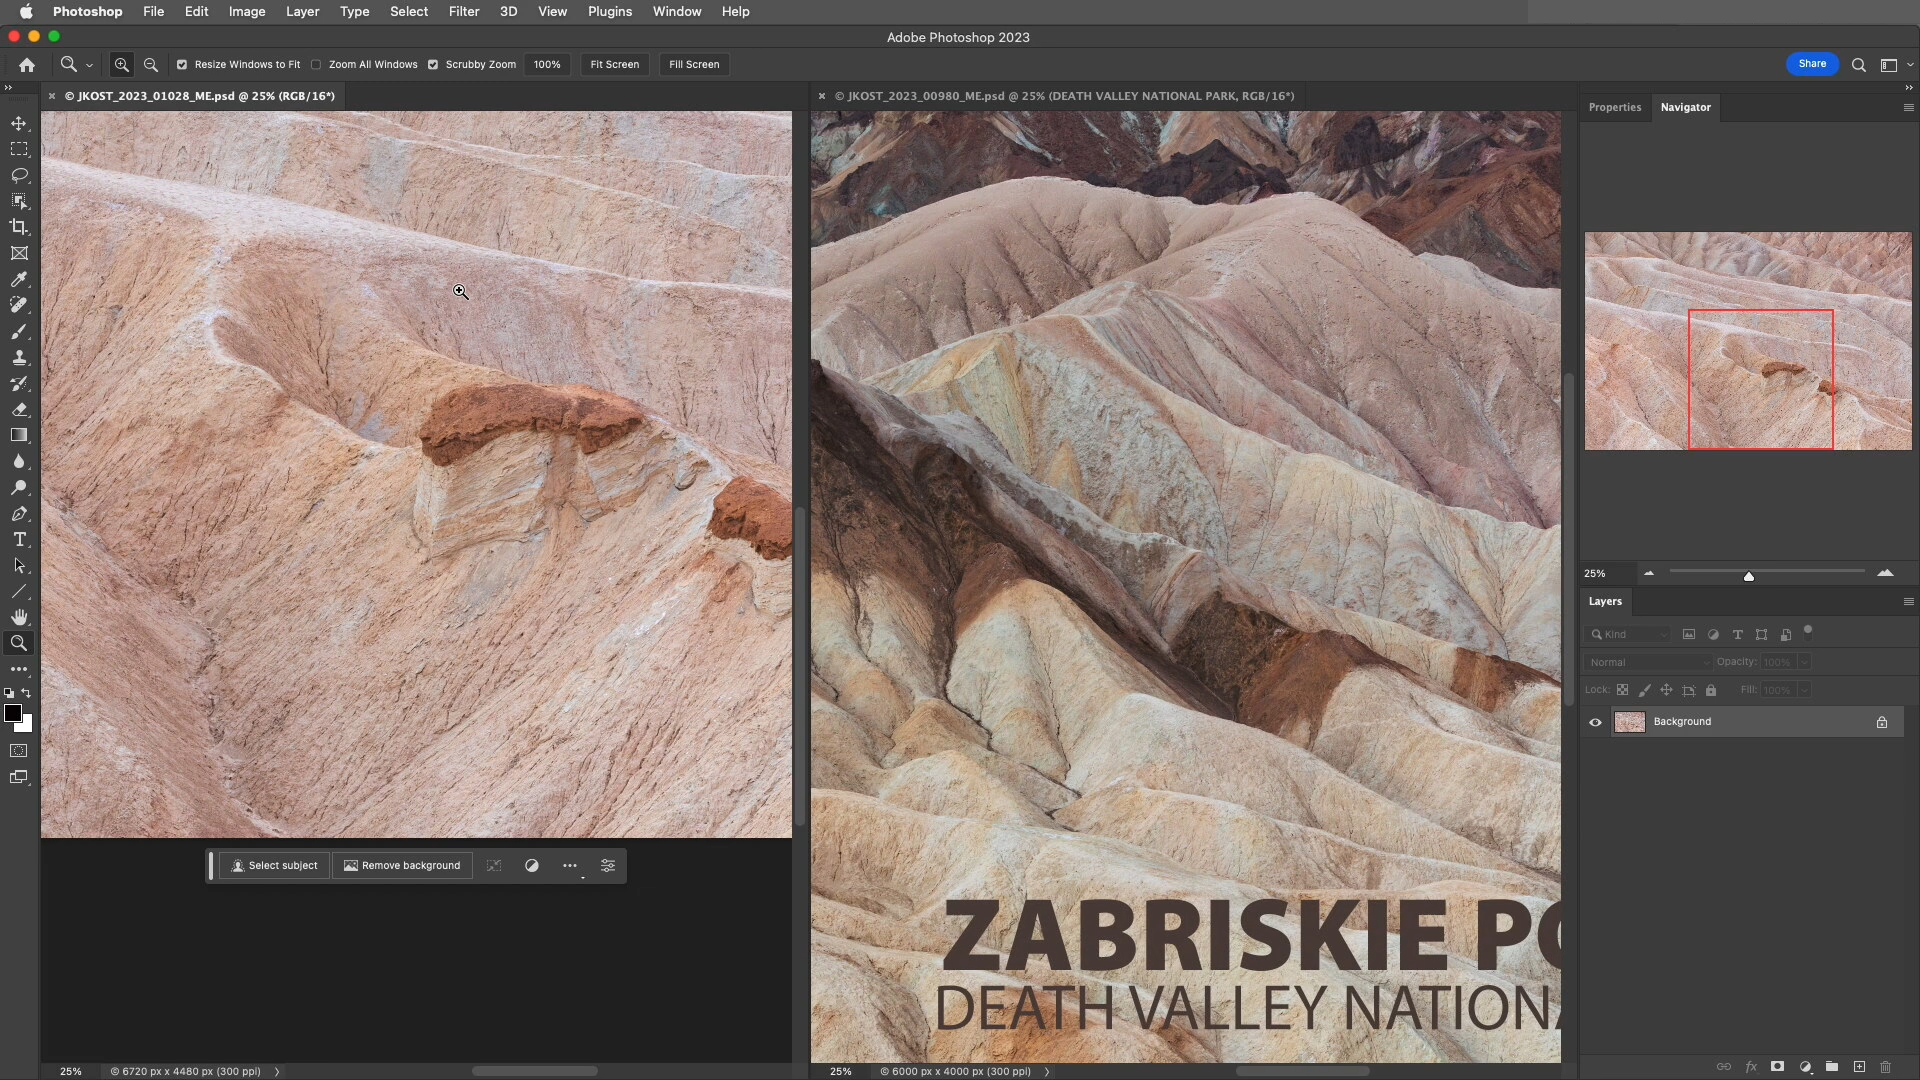 Photoshop File Edit Image Layer Type Select Filter 3D View Plugins Window Help
Adobe Photoshop 2023
Resize Windows to Fit Zoom All Windows Scrubby Zoom 100% Fit Screen Fill Screen Share
© JKOST_2023_01028_ME.psd @ 25% (RGB/16*)
© JKOST_2023_00980_ME.psd @ 25% (DEATH VALLEY NATIONAL PARK, RGB/16*)
Properties Navigator
25%
Layers
Kind
Normal Opacity: 100%
Lock: Fill: 100%
Background
Select subject Remove background
ZABRISKIE PO
DEATH VALLEY NATION
25% © 6720 px x 4480 px (300 ppi)
25% © 6000 px x 4000 px (300 ppi)